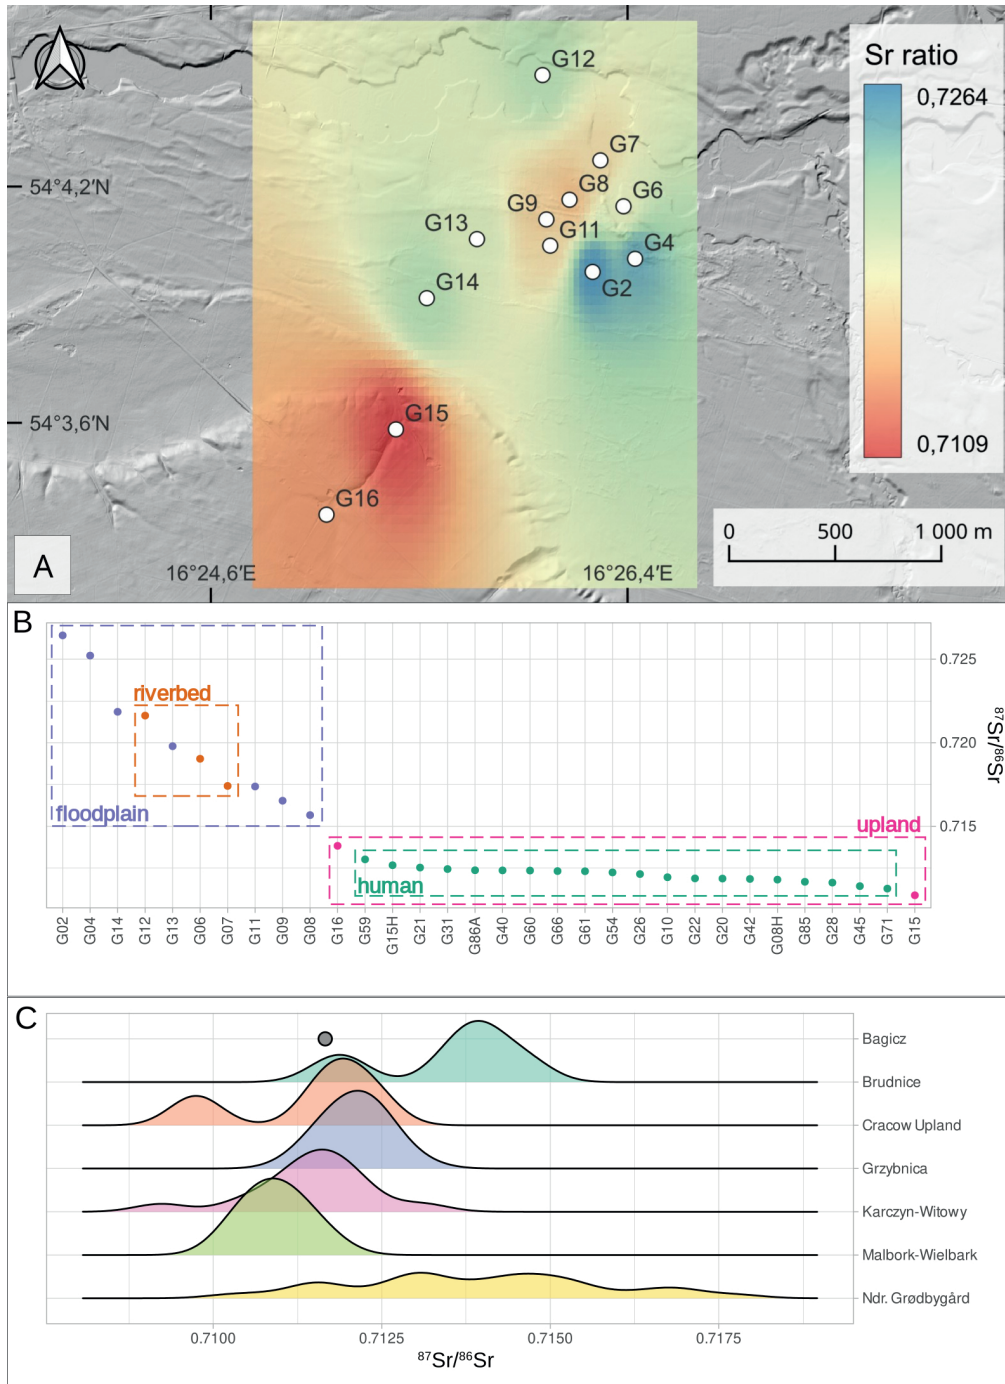 Sr ratio
0,7264
0,7109
G12
G7
G8
G6
G9
G13
G11
G4
G14
G2
G15
G16
54°4,2′N
54°3,6′N
16°24,6′E
16°26,4′E
0 500 1 000 m
A
B
riverbed
floodplain
upland
human
0.725
0.720
0.715
⁸⁷Sr/⁸⁶Sr
G02 G04 G14 G12 G13 G06 G07 G11 G09 G08 G16 G59 G15H G21 G31 G86A G40 G60 G66 G61 G54 G26 G10 G22 G20 G42 G08H G85 G28 G45 G71 G15
C
Bagicz
Brudnice
Cracow Upland
Grzybnica
Karczyn-Witowy
Malbork-Wielbark
Ndr. Grødbygård
0.7100 0.7125 0.7150 0.7175
⁸⁷Sr/⁸⁶Sr